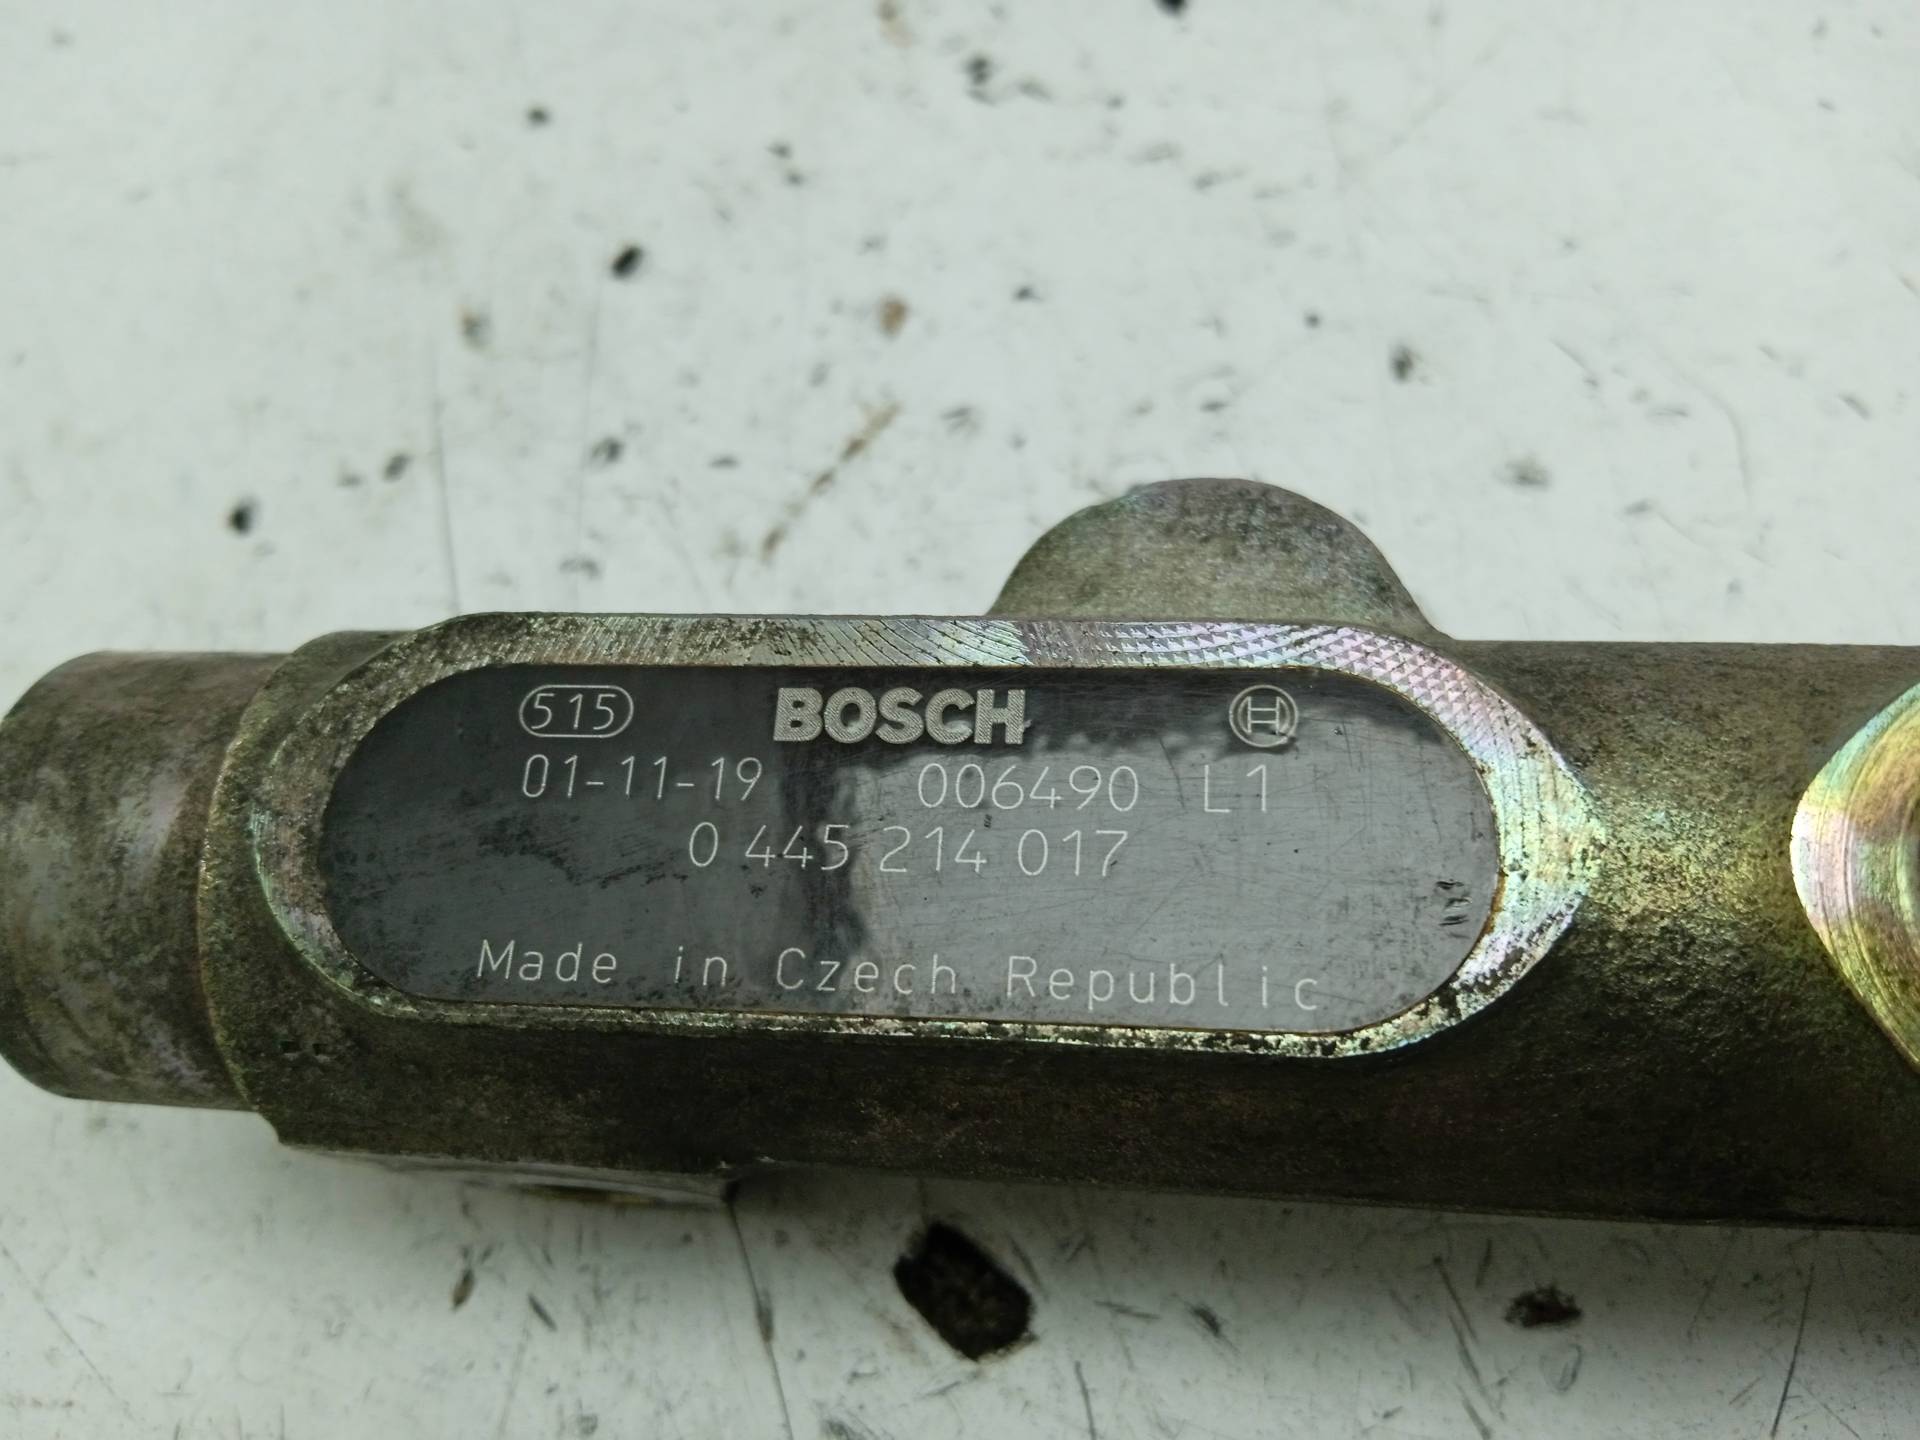 515 BOSCH
01-11-19 006490 L1
0 445 214 017
Made in Czech Republic